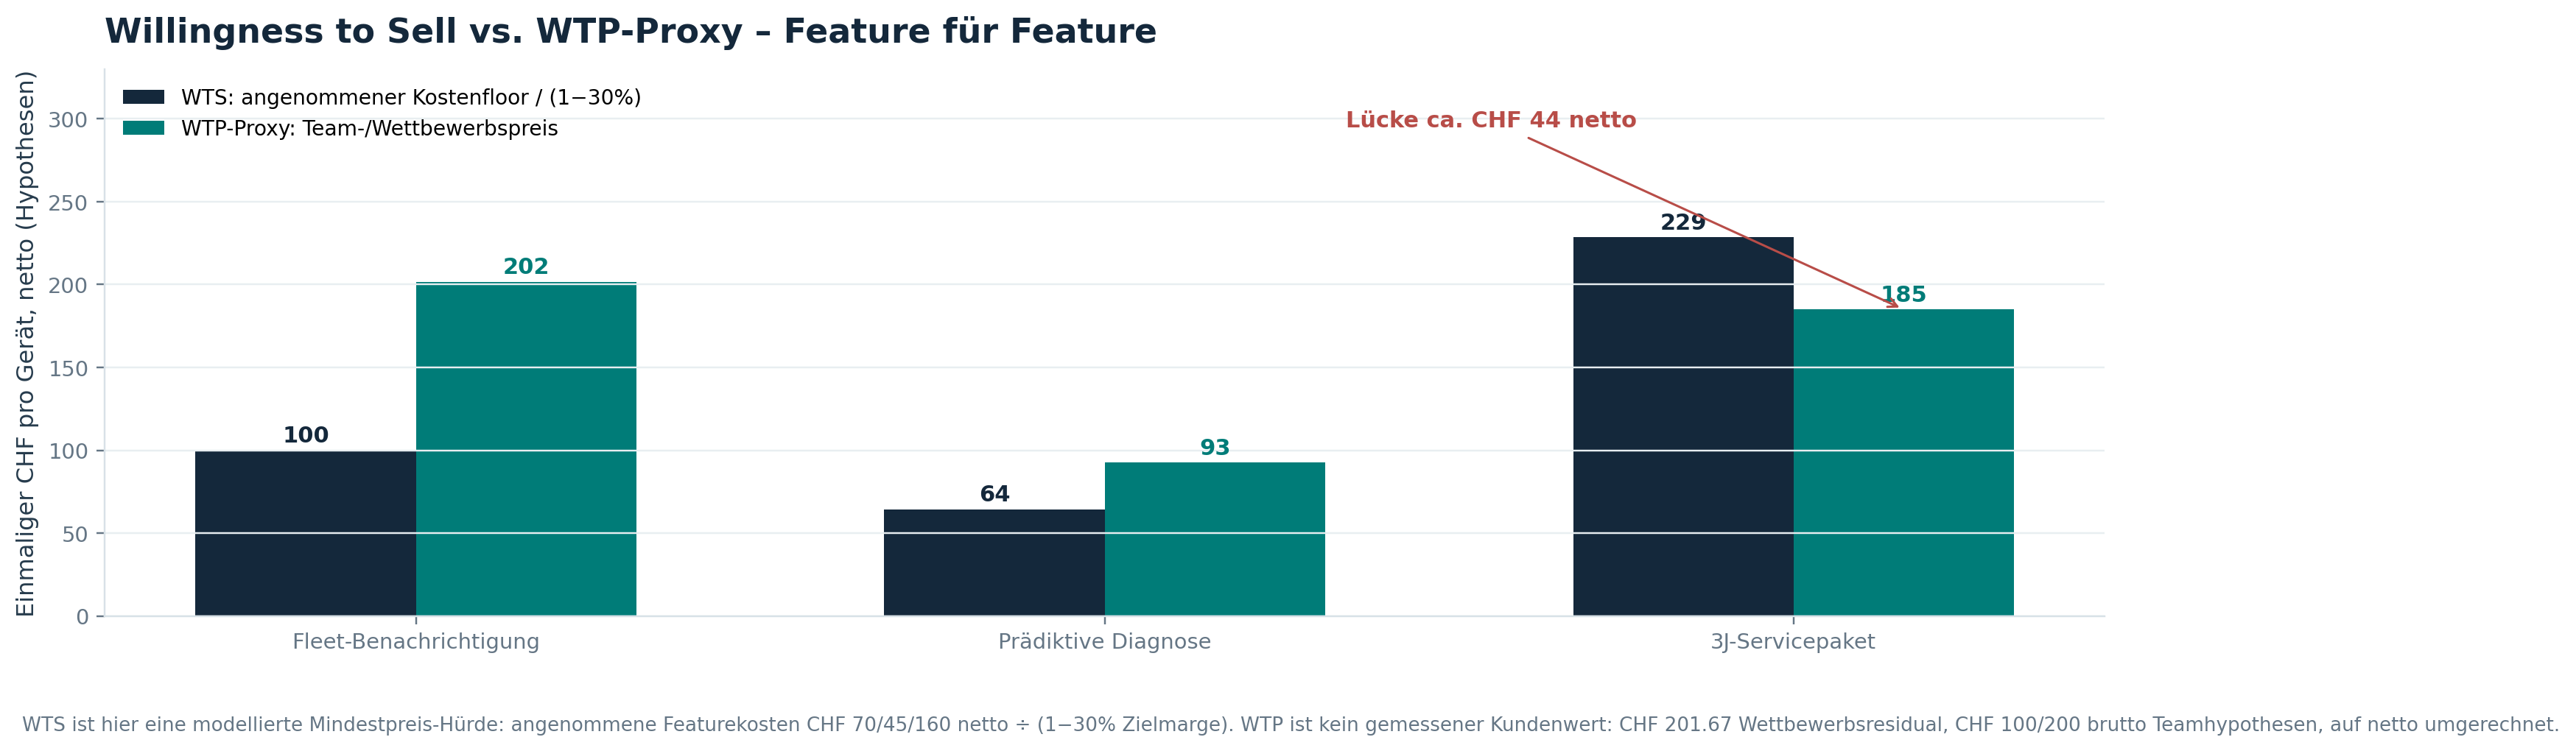 Willingness to Sell vs. WTP-Proxy – Feature für Feature
Einmaliger CHF pro Gerät, netto (Hypothesen)
WTS: angenommener Kostenfloor / (1−30%)
WTP-Proxy: Team-/Wettbewerbspreis
Lücke ca. CHF 44 netto
300
250
200
150
100
50
0
100
202
64
93
229
185
Fleet-Benachrichtigung
Prädiktive Diagnose
3J-Servicepaket
WTS ist hier eine modellierte Mindestpreis-Hürde: angenommene Featurekosten CHF 70/45/160 netto ÷ (1−30% Zielmarge). WTP ist kein gemessener Kundenwert: CHF 201.67 Wettbewerbsresidual, CHF 100/200 brutto Teamhypothesen, auf netto umgerechnet.